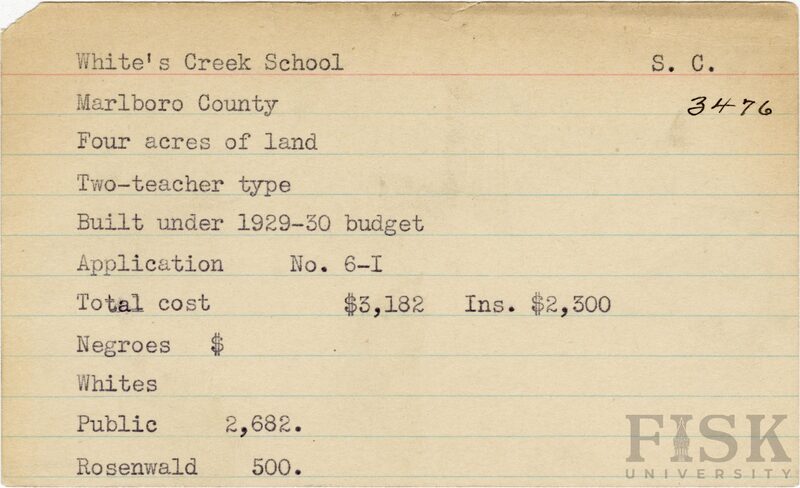 White's Creek School S. C.
Marlboro County 3476
Four acres of land
Two-teacher type
Built under 1929-30 budget
Application No. 6-I
Total cost $3,182 Ins. $2,300
Negroes $
Whites
Public 2,682.
Rosenwald 500.
FISK
UNIVERSITY